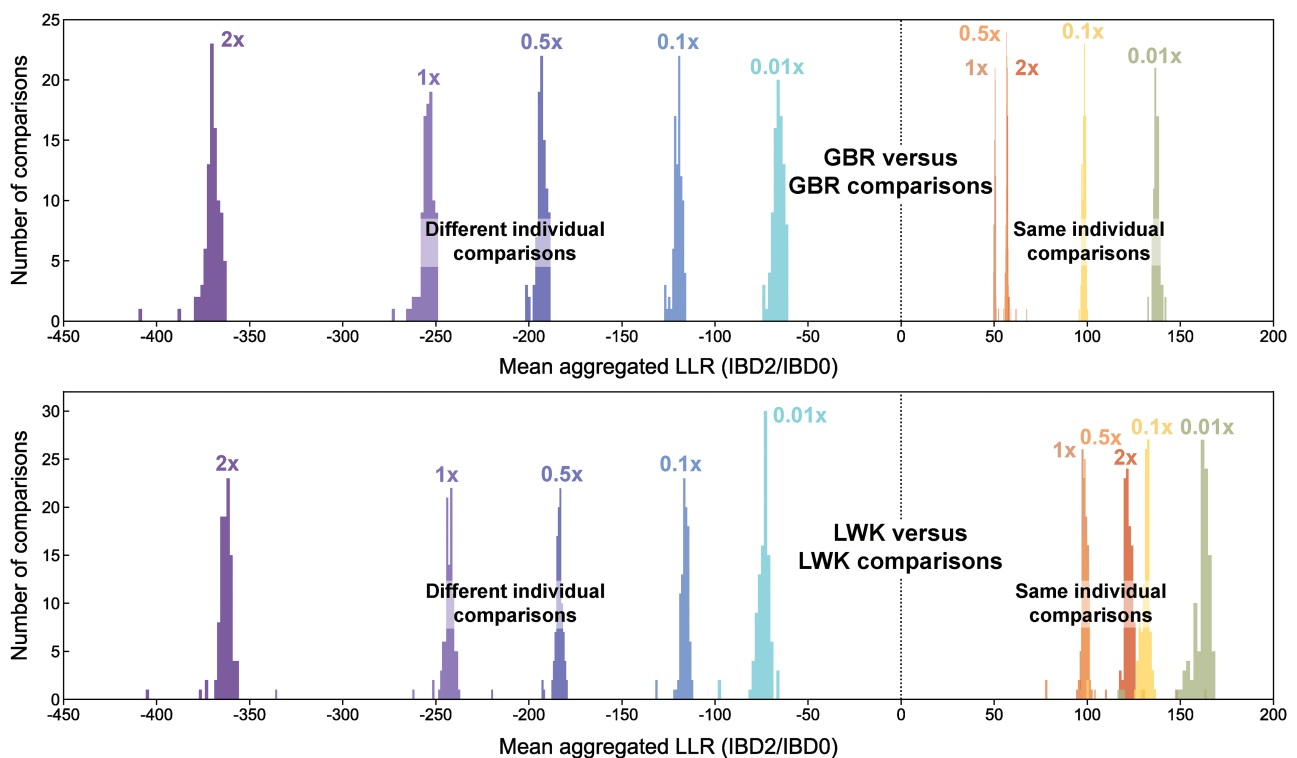 25
20
15
10
5
0
Number of comparisons
2x
1x
0.5x
0.1x
0.01x
0.5x
1x
2x
0.1x
0.01x
GBR versus
GBR comparisons
Different individual
comparisons
Same individual
comparisons
-450 -400 -350 -300 -250 -200 -150 -100 -50 0 50 100 150 200
Mean aggregated LLR (IBD2/IBD0)
30
25
20
15
10
5
0
Number of comparisons
2x
1x
0.5x
0.1x
0.01x
1x
0.5x
2x
0.1x
0.01x
LWK versus
LWK comparisons
Different individual
comparisons
Same individual
comparisons
-450 -400 -350 -300 -250 -200 -150 -100 -50 0 50 100 150 200
Mean aggregated LLR (IBD2/IBD0)